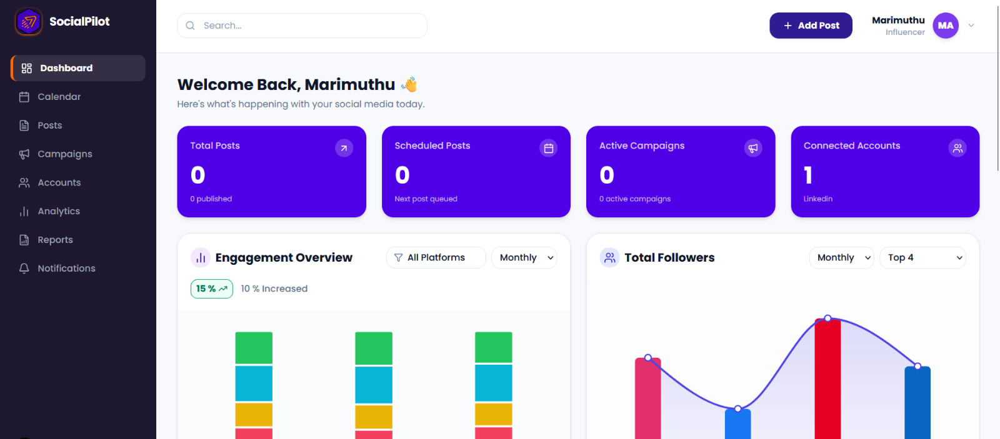 SocialPilot
Dashboard
Calendar
Posts
Campaigns
Accounts
Analytics
Reports
Notifications
Search...
+ Add Post
Marimuthu
Influencer
MA
Welcome Back, Marimuthu 👋
Here's what's happening with your social media today.
Total Posts
0
0 published
Scheduled Posts
0
Next post queued
Active Campaigns
0
0 active campaigns
Connected Accounts
1
Linkedin
Engagement Overview
All Platforms
Monthly
15 %
10 % Increased
Total Followers
Monthly
Top 4